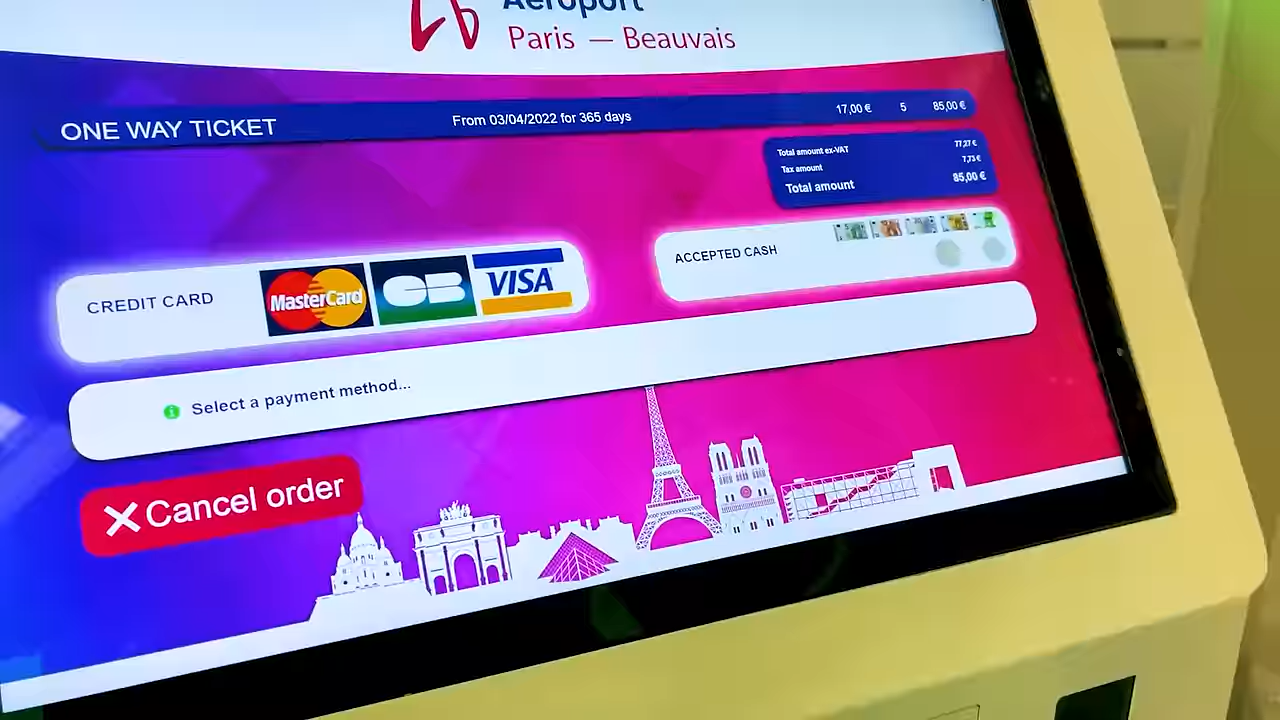 Aéroport
Paris — Beauvais
ONE WAY TICKET From 03/04/2022 for 365 days 17,00 € 5 85,00 €
Total amount ex-VAT 77,27 €
Tax amount 7,73 €
Total amount 85,00 €
CREDIT CARD MasterCard CB VISA
ACCEPTED CASH
Select a payment method...
Cancel order